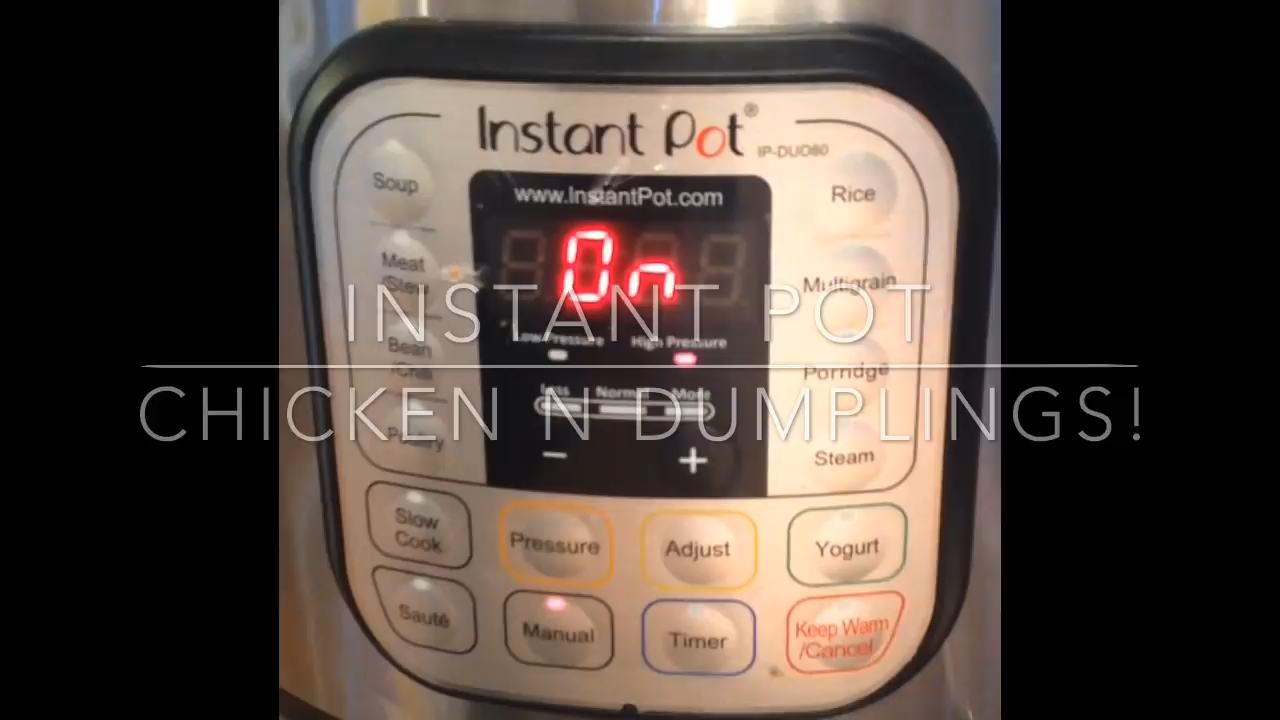 Instant Pot®
IP-DUO80
www.InstantPot.com
On
Low Pressure High Pressure
Less Normal More
− +
Soup
Meat
/Stew
Bean
/Chili
Poultry
Rice
Multigrain
Porridge
Steam
INSTANT POT
CHICKEN N DUMPLINGS!
Slow
Cook
Pressure
Adjust
Yogurt
Sauté
Manual
Timer
Keep Warm
/Cancel